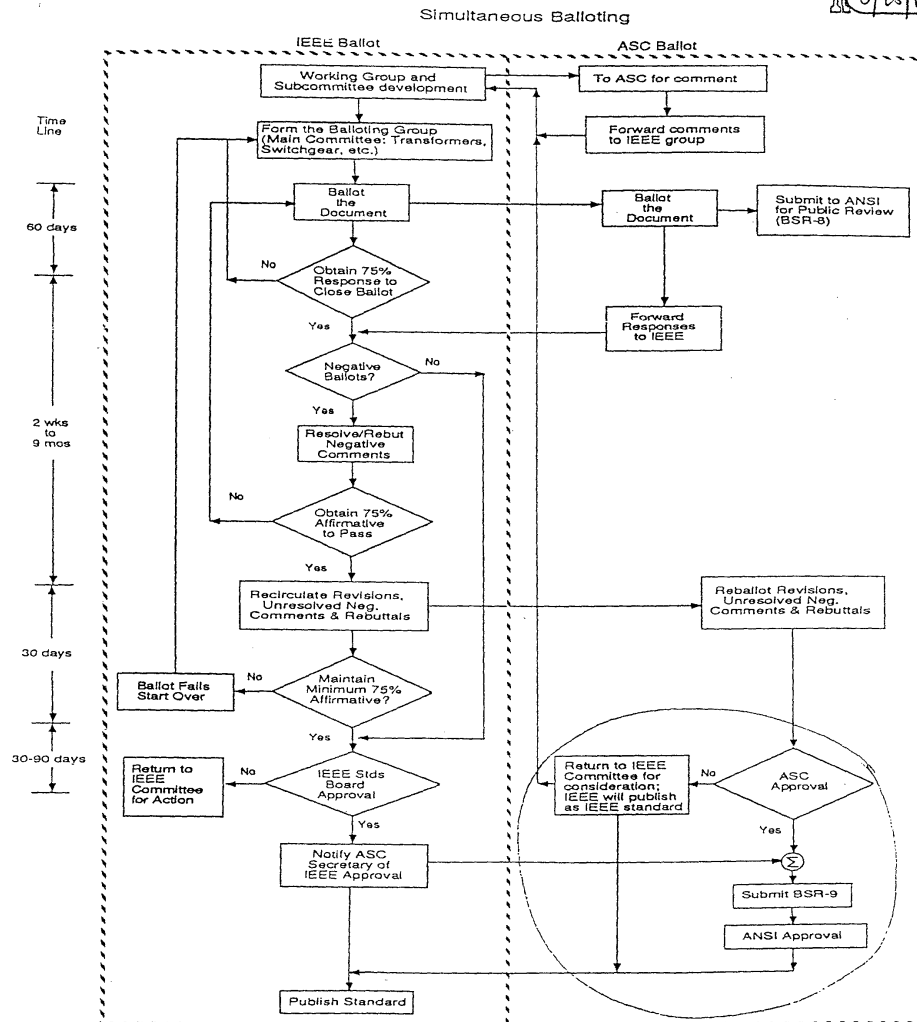 Simultaneous Balloting
IEEE Ballot
ASC Ballot
Working Group and
Subcommittee development
To ASC for comment
Time
Line
Form the Balloting Group
(Main Committee: Transformers,
Switchgear, etc.)
Forward comments
to IEEE group
60 days
Ballot
the
Document
Ballot
the
Document
Submit to ANSI
for Public Review
(BSR-8)
No
Obtain 75%
Response to
Close Ballot
Yes
Forward
Responses
to IEEE
Negative
Ballots?
No
Yes
2 wks
to
9 mos
Resolve/Rebut
Negative
Comments
No
Obtain 75%
Affirmative
to Pass
Yes
Recirculate Revisions,
Unresolved Neg.
Comments & Rebuttals
Reballot Revisions,
Unresolved Neg.
Comments & Rebuttals
30 days
Ballot Fails
Start Over
No
Maintain
Minimum 75%
Affirmative?
Yes
30-90 days
Return to
IEEE
Committee
for Action
No
IEEE Stds
Board
Approval
Yes
Return to IEEE
Committee for
consideration;
IEEE will publish
as IEEE standard
No
ASC
Approval
Yes
Notify ASC
Secretary of
IEEE Approval
Σ
Submit BSR-9
ANSI Approval
Publish Standard